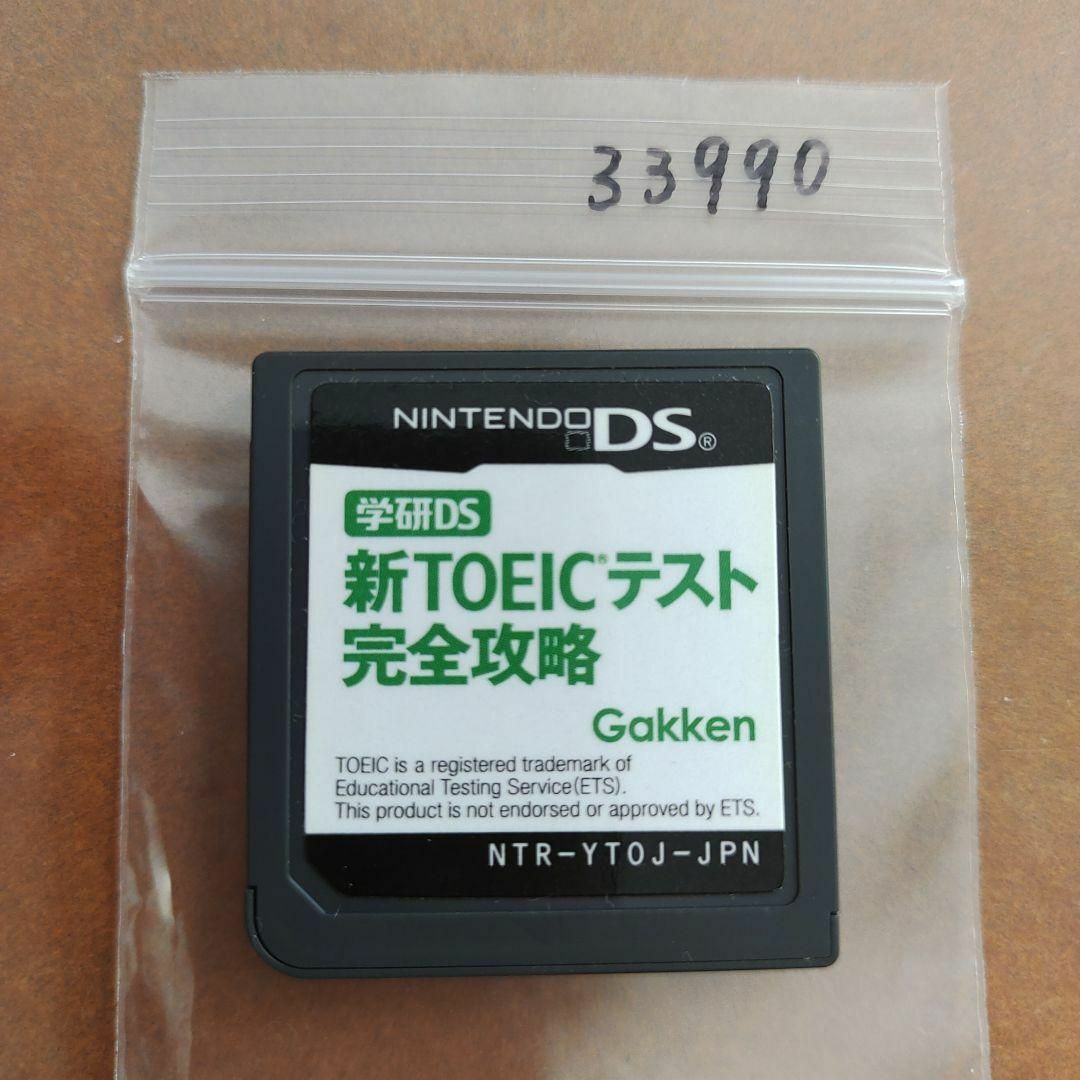 33990
NINTENDO DS®
学研DS
新TOEIC®テスト
完全攻略
Gakken
TOEIC is a registered trademark of
Educational Testing Service(ETS).
This product is not endorsed or approved by ETS.
NTR-YT0J-JPN